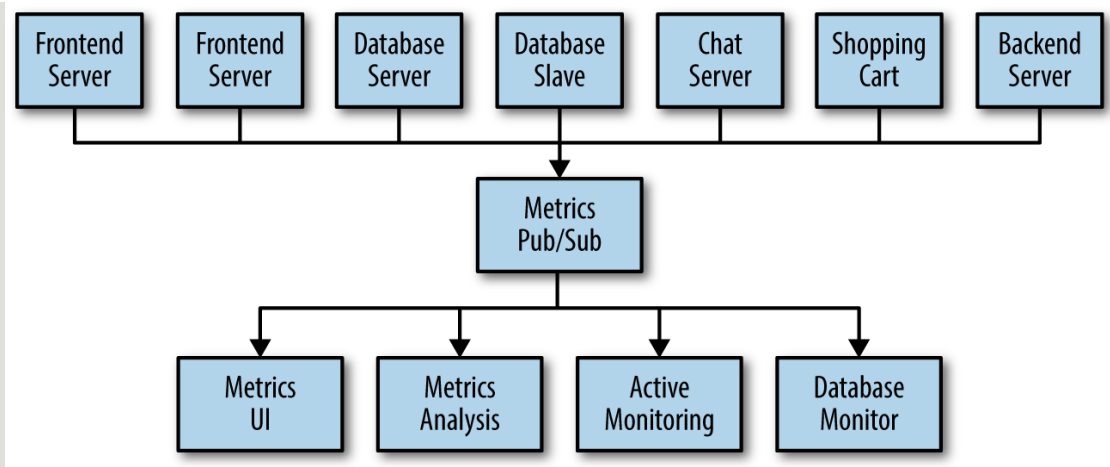 Frontend
Server
Frontend
Server
Database
Server
Database
Slave
Chat
Server
Shopping
Cart
Backend
Server
Metrics
Pub/Sub
Metrics
UI
Metrics
Analysis
Active
Monitoring
Database
Monitor